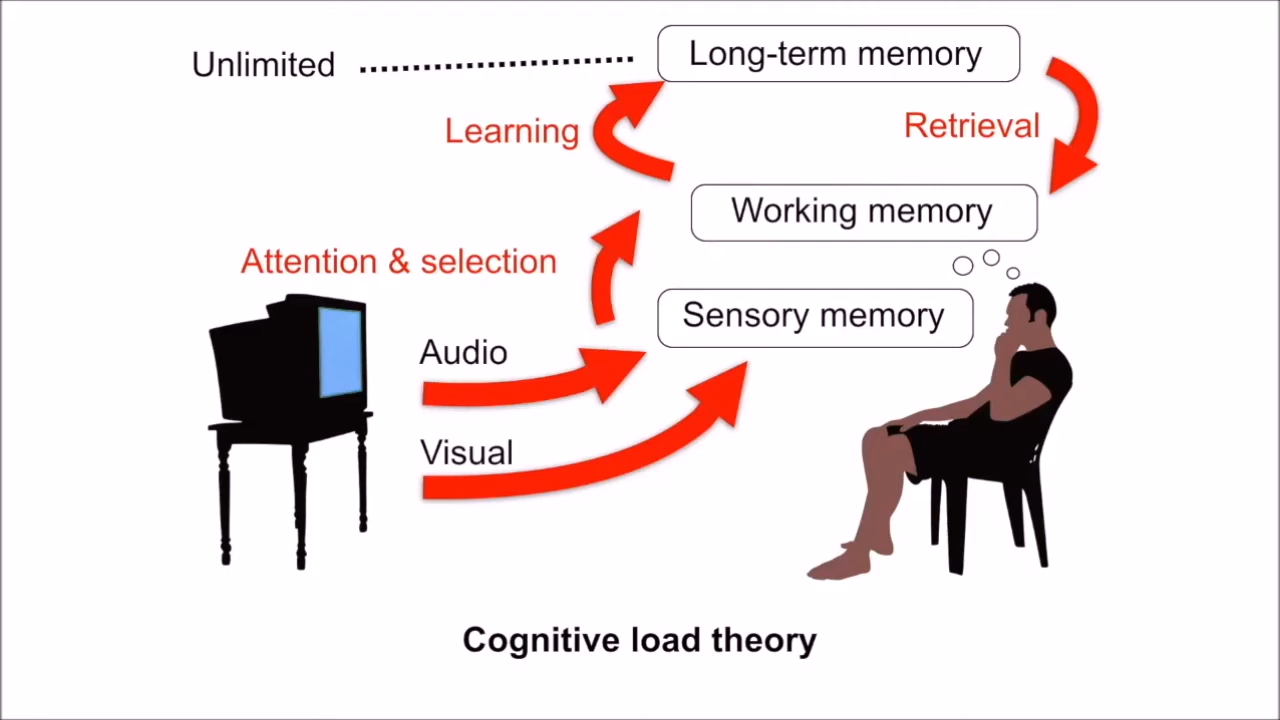 Unlimited
Long-term memory
Learning
Retrieval
Working memory
Attention & selection
Sensory memory
Audio
Visual
Cognitive load theory